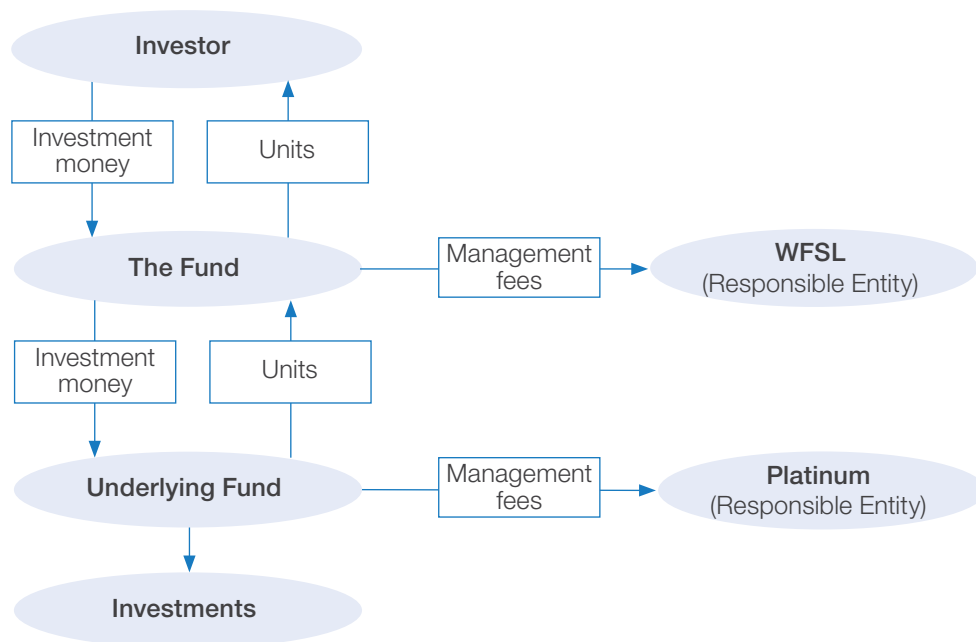 Investor
Investment
money
Units
The Fund
Management
fees
WFSL
(Responsible Entity)
Investment
money
Units
Underlying Fund
Management
fees
Platinum
(Responsible Entity)
Investments